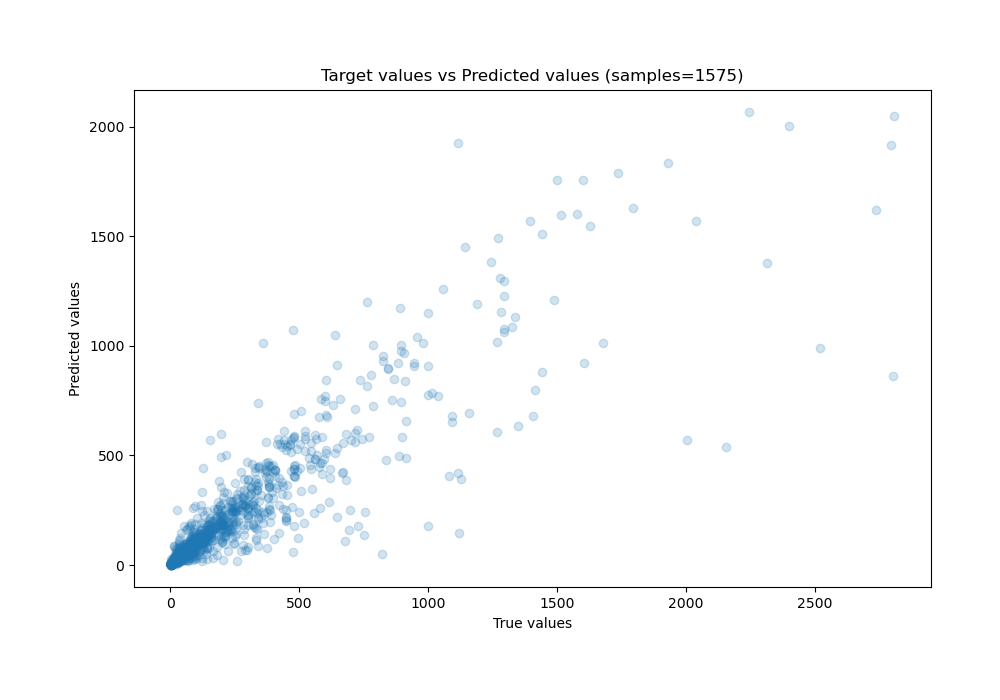 Target values vs Predicted values (samples=1575)
Predicted values
2000
1500
1000
500
0
0 500 1000 1500 2000 2500
True values